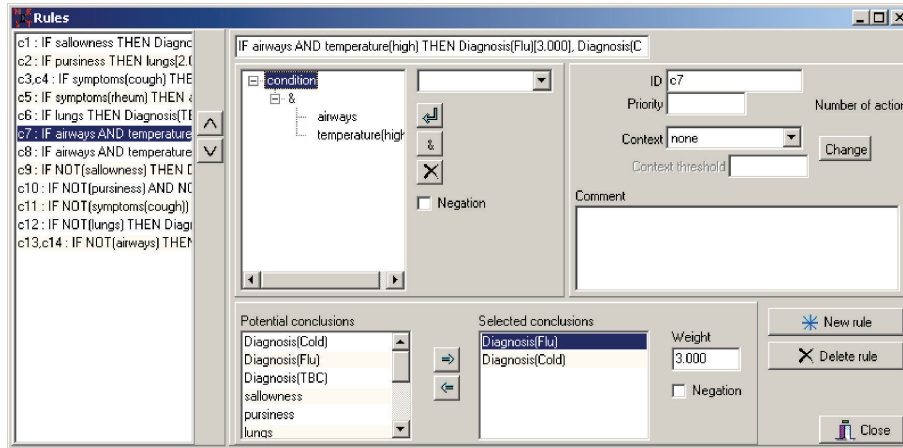 Rules
c1 : IF sallowness THEN Diagnc
c2 : IF pursiness THEN lungs[2.(
c3,c4 : IF symptoms(cough) THE
c5 : IF symptoms(rheum) THEN a
c6 : IF lungs THEN Diagnosis(TE
c7 : IF airways AND temperature
c8 : IF airways AND temperature
c9 : IF NOT(sallowness) THEN D
c10 : IF NOT(pursiness) AND NO
c11 : IF NOT(symptoms(cough))
c12 : IF NOT(lungs) THEN Diagi
c13,c14 : IF NOT(airways) THEN
IF airways AND temperature(high) THEN Diagnosis(Flu)[3.000], Diagnosis(C
condition
&
airways
temperature(high
&
Negation
ID c7
Priority
Number of action
Context none
Change
Context threshold
Comment
Potential conclusions
Diagnosis(Cold)
Diagnosis(Flu)
Diagnosis(TBC)
sallowness
pursiness
lungs
Selected conclusions
Diagnosis(Flu)
Diagnosis(Cold)
Weight
3.000
Negation
New rule
Delete rule
Close